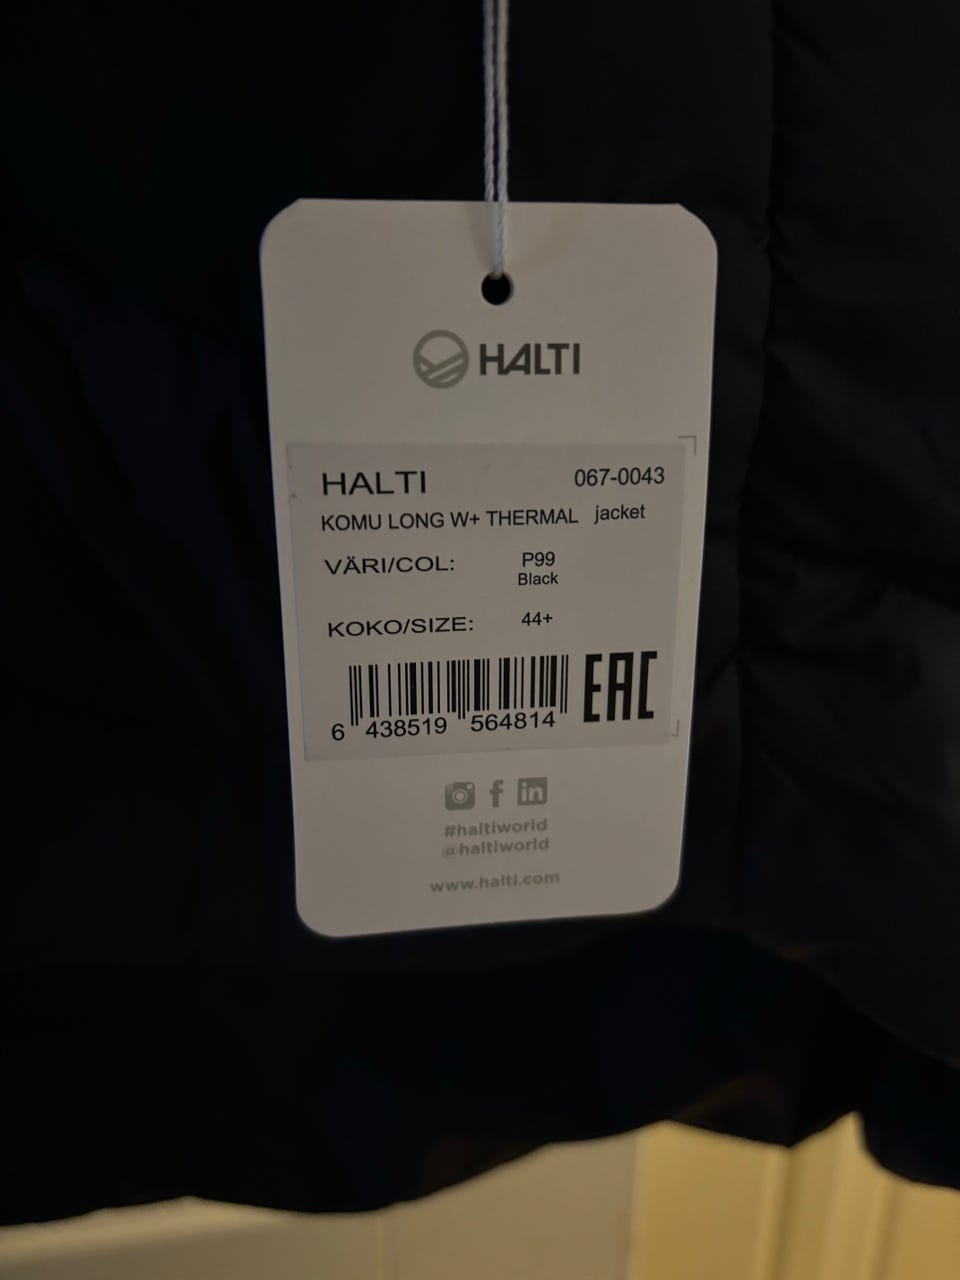 HALTI
HALTI 067-0043
KOMU LONG W+ THERMAL jacket
VÄRI/COL: P99
Black
KOKO/SIZE: 44+
EAC
6 438519 564814
f in
#haltiworld
@haltiworld
www.halti.com